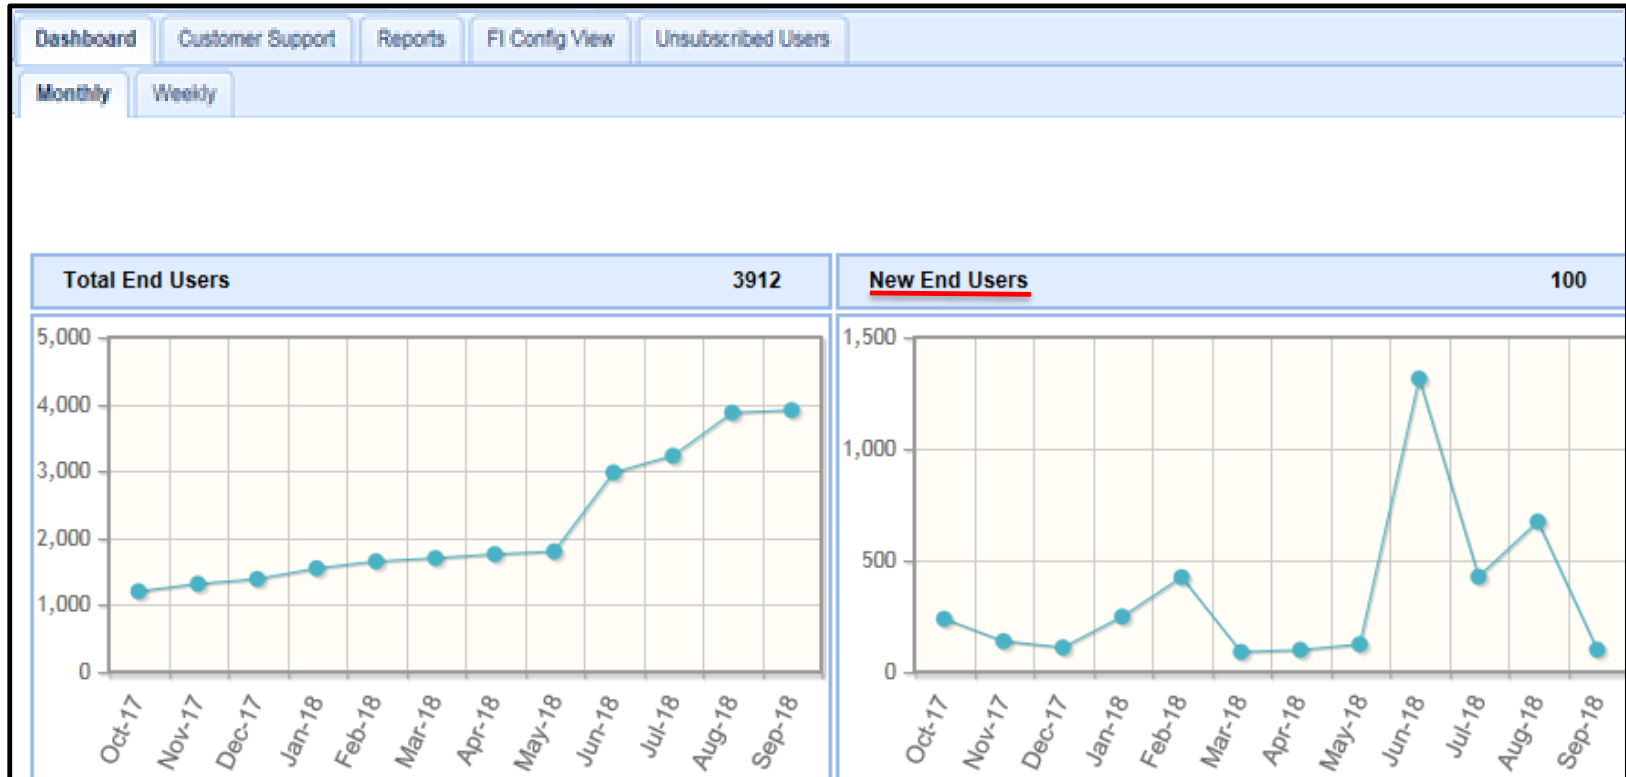 Dashboard Customer Support Reports FI Config View Unsubscribed Users
Monthly Weekly
Total End Users 3912
New End Users 100
5,000
4,000
3,000
2,000
1,000
0
Oct-17 Nov-17 Dec-17 Jan-18 Feb-18 Mar-18 Apr-18 May-18 Jun-18 Jul-18 Aug-18 Sep-18
1,500
1,000
500
0
Oct-17 Nov-17 Dec-17 Jan-18 Feb-18 Mar-18 Apr-18 May-18 Jun-18 Jul-18 Aug-18 Sep-18